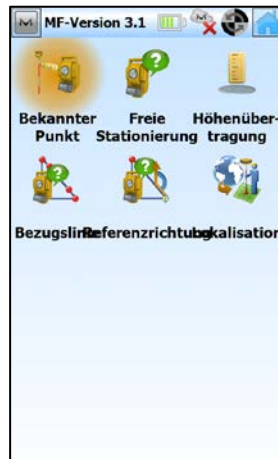 MF-Version 3.1
Bekannter Punkt
Freie Stationierung
Höhenüber-
tragung
Bezugslinie
Referenzrichtung
Lokalisation